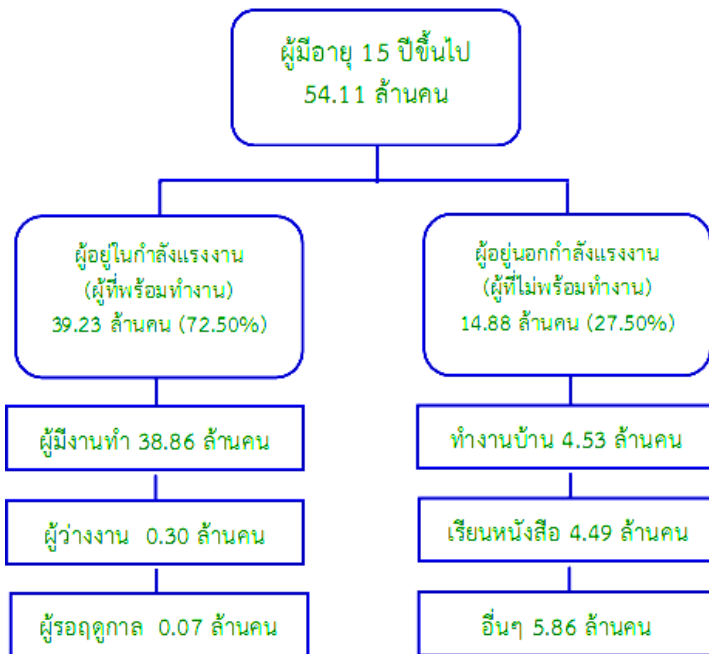 ผู้มีอายุ 15 ปีขึ้นไป
54.11 ล้านคน
ผู้อยู่ในกำลังแรงงาน
(ผู้ที่พร้อมทำงาน)
39.23 ล้านคน (72.50%)
ผู้มีงานทำ 38.86 ล้านคน
ผู้ว่างงาน 0.30 ล้านคน
ผู้รอฤดูกาล 0.07 ล้านคน
ผู้อยู่นอกกำลังแรงงาน
(ผู้ที่ไม่พร้อมทำงาน)
14.88 ล้านคน (27.50%)
ทำงานบ้าน 4.53 ล้านคน
เรียนหนังสือ 4.49 ล้านคน
อื่นๆ 5.86 ล้านคน